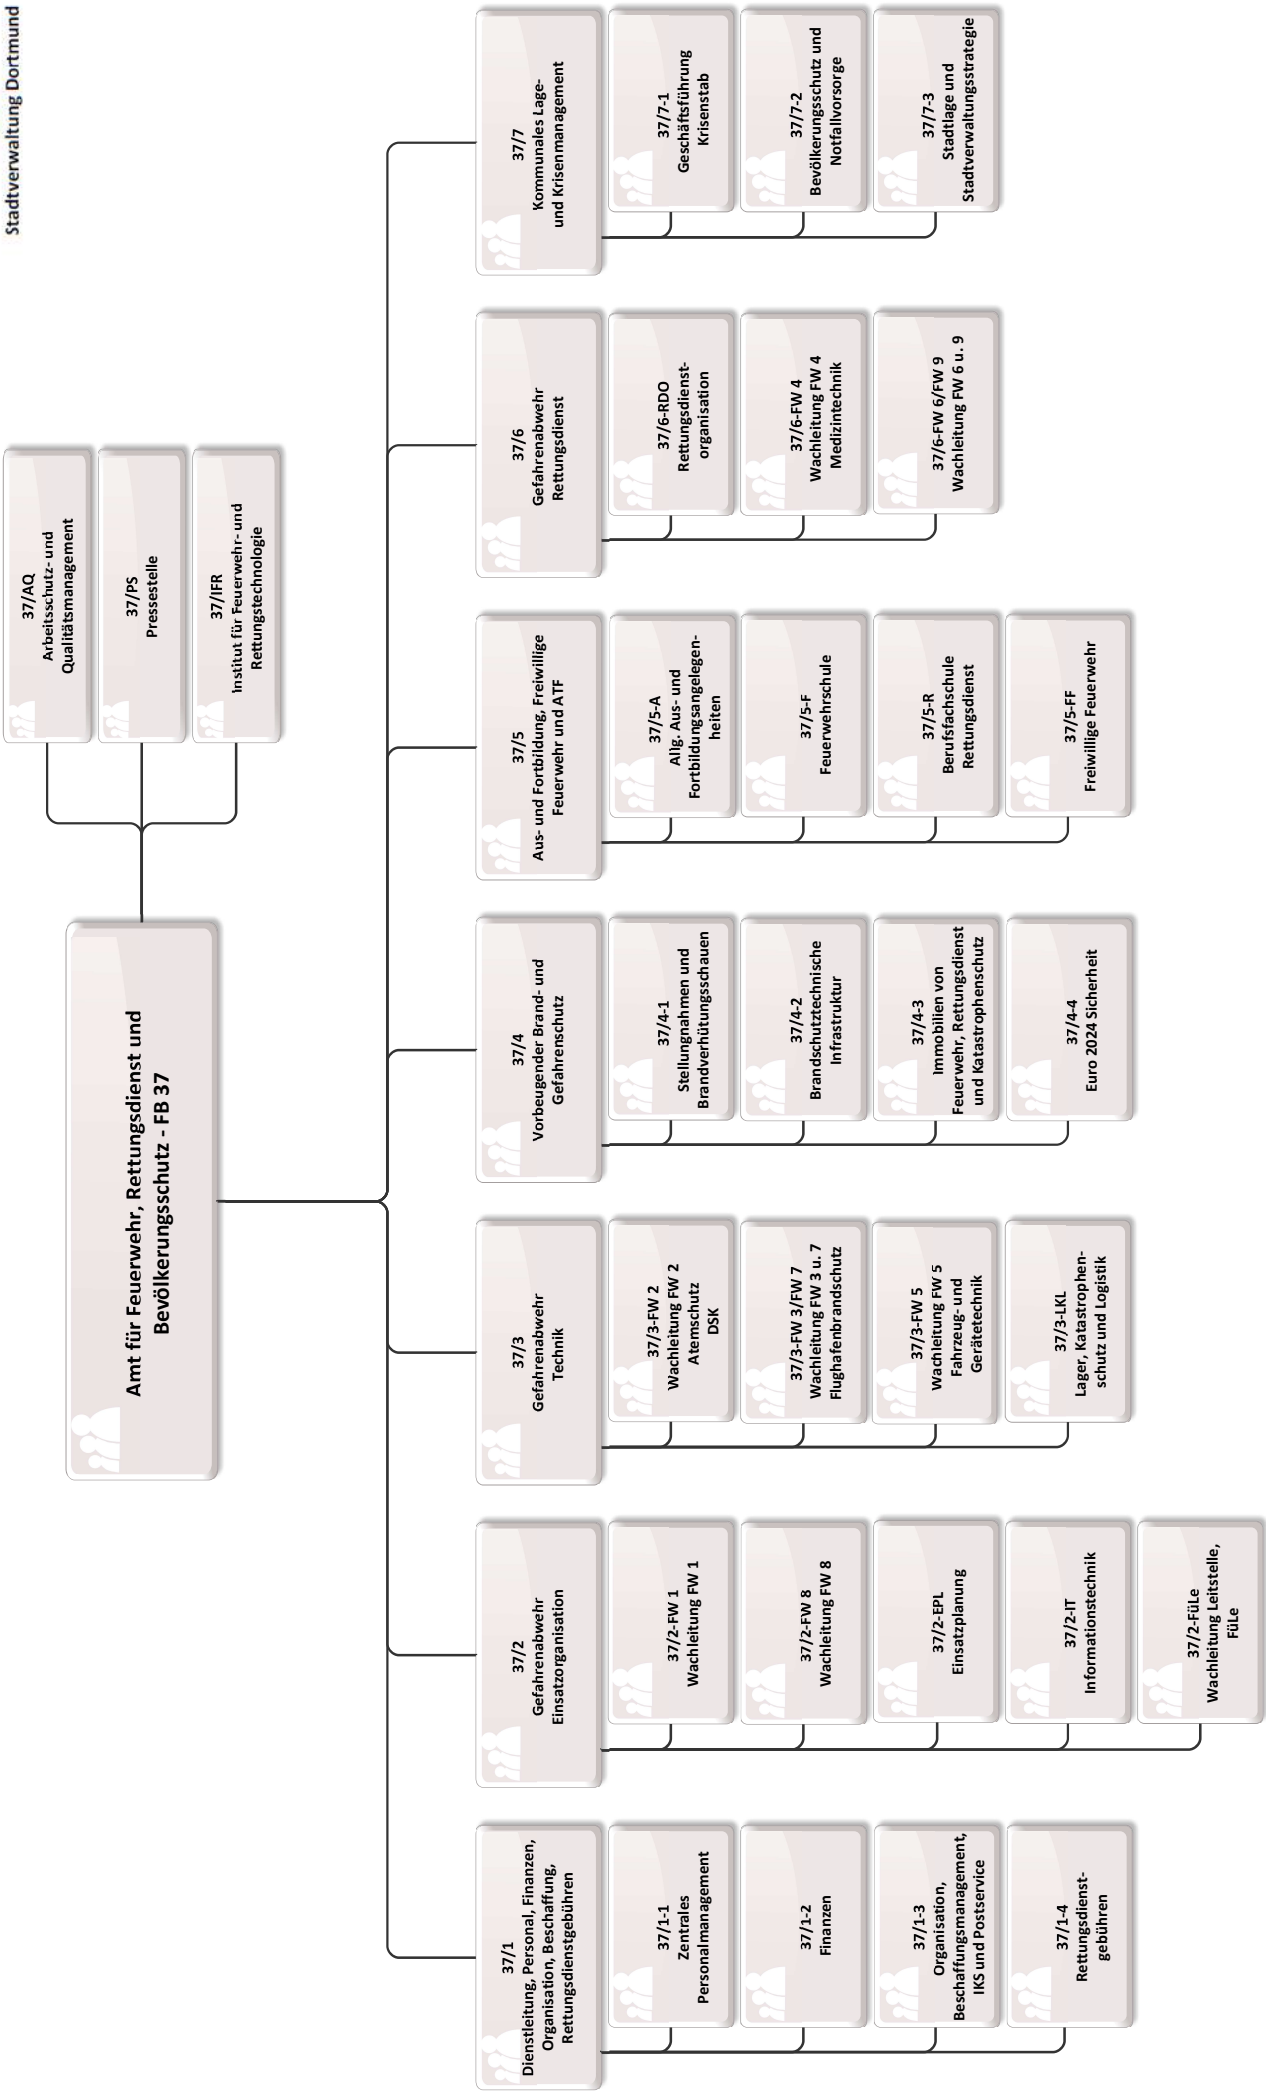 Stadtverwaltung Dortmund
Amt für Feuerwehr, Rettungsdienst und
Bevölkerungsschutz - FB 37
37/AQ
Arbeitsschutz- und
Qualitätsmanagement
37/PS
Pressestelle
37/IFR
Institut für Feuerwehr- und
Rettungstechnologie
37/1
Dienstleitung, Personal, Finanzen,
Organisation, Beschaffung,
Rettungsdienstgebühren
37/1-1
Zentrales
Personalmanagement
37/1-2
Finanzen
37/1-3
Organisation,
Beschaffungsmanagement,
IKS und Postservice
37/1-4
Rettungsdienst-
gebühren
37/2
Gefahrenabwehr
Einsatzorganisation
37/2-FW 1
Wachleitung FW 1
37/2-FW 8
Wachleitung FW 8
37/2-EPL
Einsatzplanung
37/2-IT
Informationstechnik
37/2-FüLe
Wachleitung Leitstelle,
FüLe
37/3
Gefahrenabwehr
Technik
37/3-FW 2
Wachleitung FW 2
Atemschutz
DSK
37/3-FW 3/FW 7
Wachleitung FW 3 u. 7
Flughafenbrandschutz
37/3-FW 5
Wachleitung FW 5
Fahrzeug- und
Gerätetechnik
37/3-LKL
Lager, Katastrophen-
schutz und Logistik
37/4
Vorbeugender Brand- und
Gefahrenschutz
37/4-1
Stellungnahmen und
Brandverhütungsschauen
37/4-2
Brandschutztechnische
Infrastruktur
37/4-3
Immobilien von
Feuerwehr, Rettungsdienst
und Katastrophenschutz
37/4-4
Euro 2024 Sicherheit
37/5
Aus- und Fortbildung, Freiwillige
Feuerwehr und ATF
37/5-A
Allg. Aus- und
Fortbildungsangelegen-
heiten
37/5-F
Feuerwehrschule
37/5-R
Berufsfachschule
Rettungsdienst
37/5-FF
Freiwillige Feuerwehr
37/6
Gefahrenabwehr
Rettungsdienst
37/6-RDO
Rettungsdienst-
organisation
37/6-FW 4
Wachleitung FW 4
Medizintechnik
37/6-FW 6/FW 9
Wachleitung FW 6 u. 9
37/7
Kommunales Lage-
und Krisenmanagement
37/7-1
Geschäftsführung
Krisenstab
37/7-2
Bevölkerungsschutz und
Notfallvorsorge
37/7-3
Stadtlage und
Stadtverwaltungsstrategie